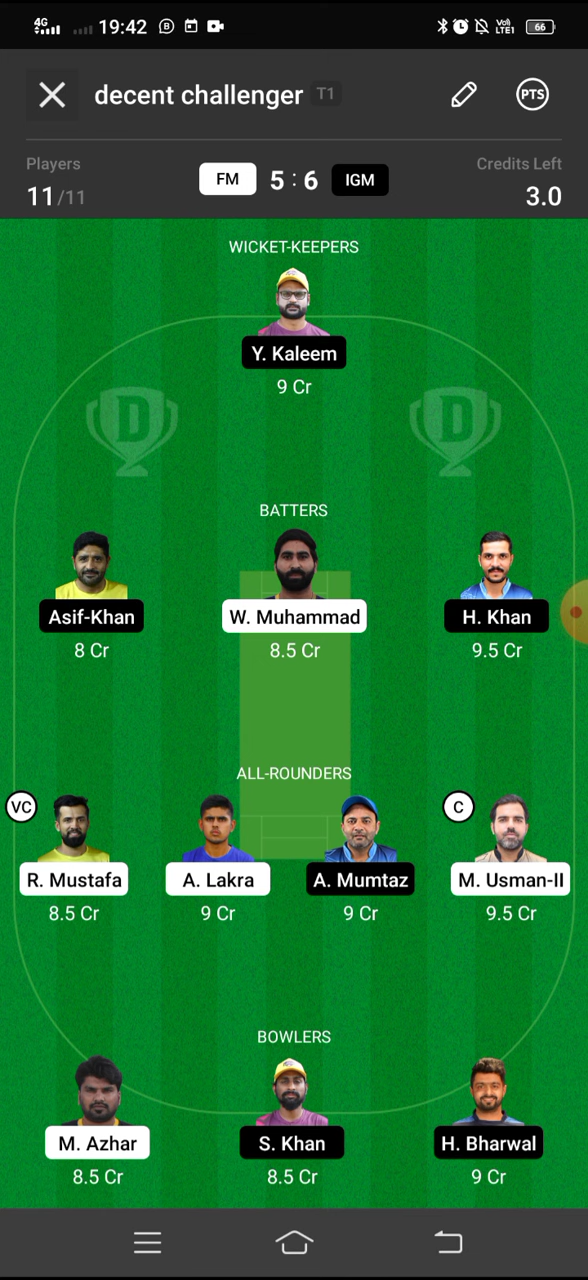 4G 19:42 B Vo) LTE1 66
decent challenger T1 PTS
Players Credits Left
11/11 FM 5 : 6 IGM 3.0
WICKET-KEEPERS
Y. Kaleem
9 Cr
D D
BATTERS
Asif-Khan W. Muhammad H. Khan
8 Cr 8.5 Cr 9.5 Cr
ALL-ROUNDERS
VC C
R. Mustafa A. Lakra A. Mumtaz M. Usman-II
8.5 Cr 9 Cr 9 Cr 9.5 Cr
BOWLERS
M. Azhar S. Khan H. Bharwal
8.5 Cr 8.5 Cr 9 Cr